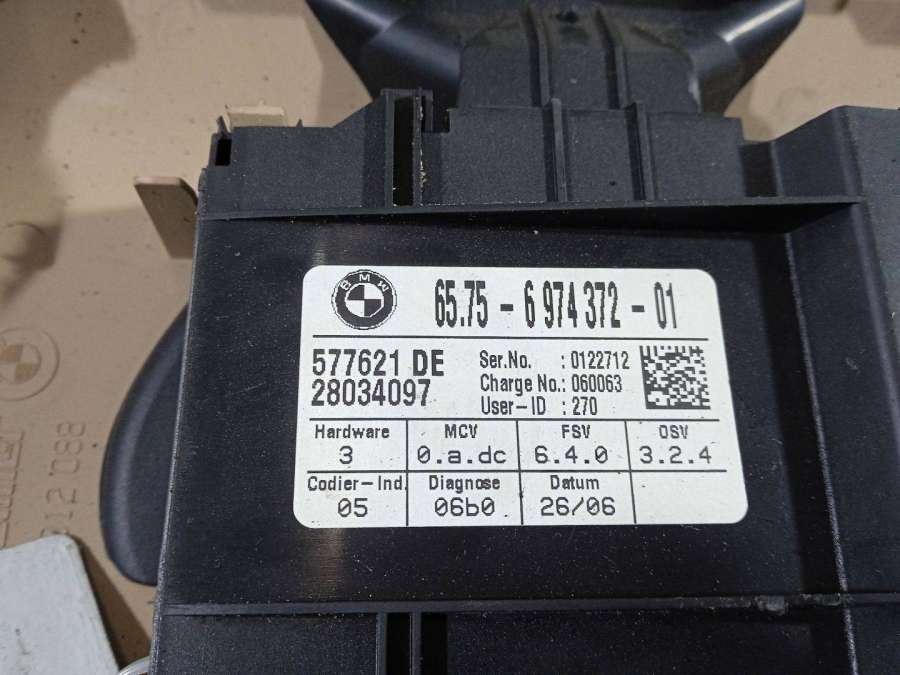 BMW
65.75 - 6 974 372 - 01
577621 DE
28034097
Ser.No. : 0122712
Charge No.: 060063
User-ID : 270
Hardware MCV FSV OSV
3 0.a.dc 6.4.0 3.2.4
Codier-Ind. Diagnose Datum
05 06b0 26/06